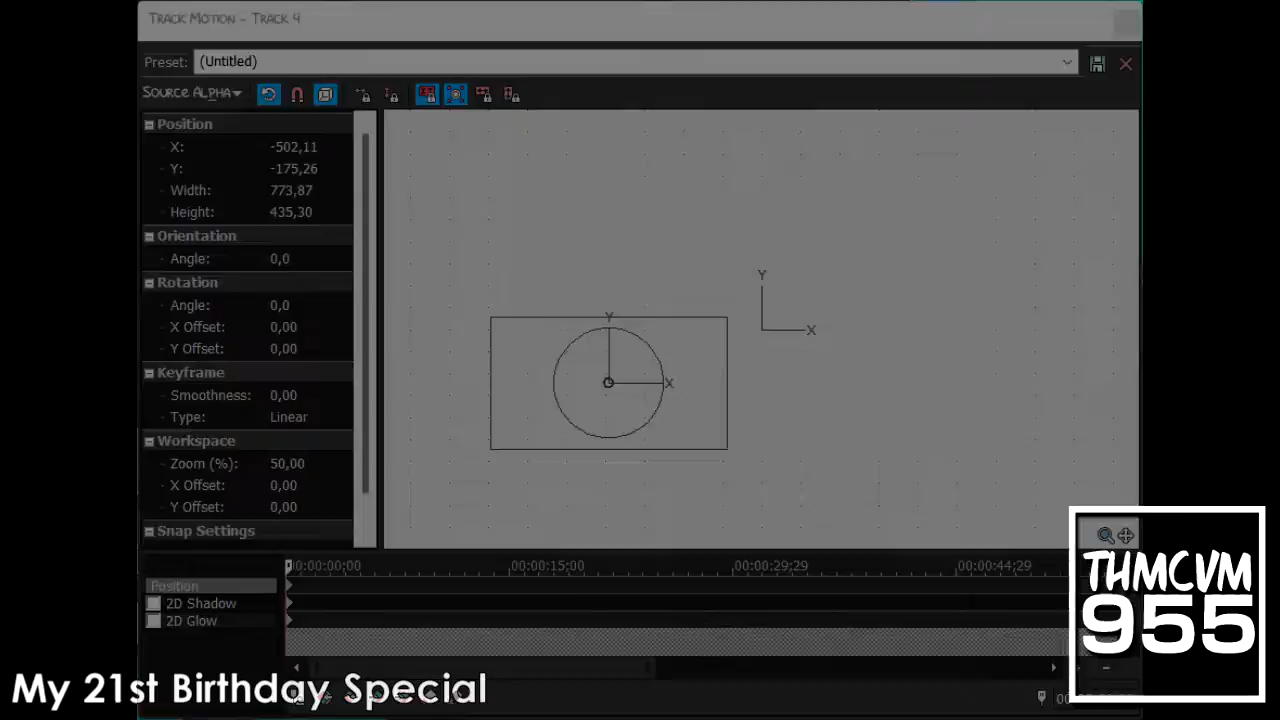 Track Motion - Track 4
Preset: (Untitled)
Source Alpha
Position
X: -502,11
Y: -175,26
Width: 773,87
Height: 435,30
Orientation
Angle: 0,0
Rotation
Angle: 0,0
X Offset: 0,00
Y Offset: 0,00
Keyframe
Smoothness: 0,00
Type: Linear
Workspace
Zoom (%): 50,00
X Offset: 0,00
Y Offset: 0,00
Snap Settings
Y
X
Y
X
00:00:00:00 00:00:15:00 00:00:29:29 00:00:44:29
Position
2D Shadow
2D Glow
THMCVM
955
My 21st Birthday Special